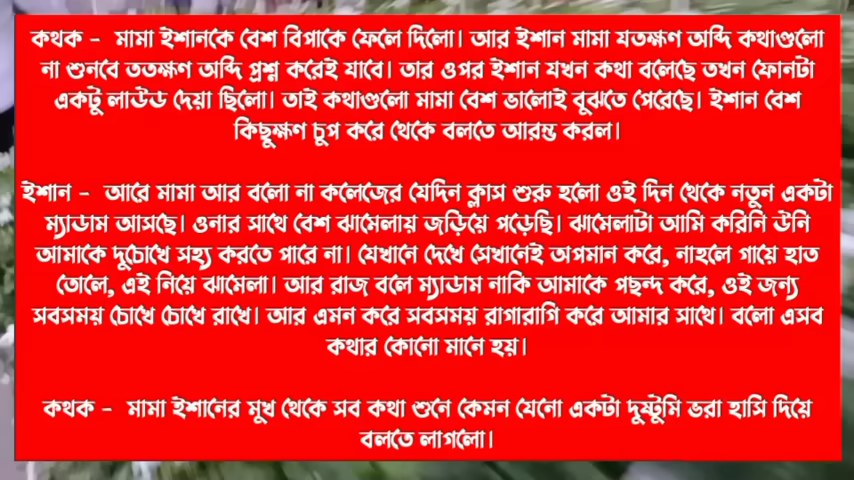 কথক - মামা ইশানকে বেশ বিপাকে ফেলে দিলো। আর ইশান মামা যতক্ষণ অব্দি কথাগুলো
না শুনবে ততক্ষণ অব্দি প্রশ্ন করেই যাবে। তার ওপর ইশান যখন কথা বলেছে তখন ফোনটা
একটু লাউড দেয়া ছিলো। তাই কথাগুলো মামা বেশ ভালোই বুঝতে পেরেছে। ইশান বেশ
কিছুক্ষণ চুপ করে থেকে বলতে আরম্ভ করল।
ইশান - আরে মামা আর বলো না কলেজের যেদিন ক্লাস শুরু হলো ওই দিন থেকে নতুন একটা
ম্যাডাম আসছে। ওনার সাথে বেশ ঝামেলায় জড়িয়ে পড়েছি। ঝামেলাটা আমি করিনি উনি
আমাকে দুচোখে সহ্য করতে পারে না। যেখানে দেখে সেখানেই অপমান করে, নাহলে গায়ে হাত
তোলে, এই নিয়ে ঝামেলা। আর রাজ বলে ম্যাডাম নাকি আমাকে পছন্দ করে, ওই জন্য
সবসময় চোখে চোখে রাখে। আর এমন করে সবসময় রাগারাগি করে আমার সাথে। বলো এসব
কথার কোনো মানে হয়।
কথক - মামা ইশানের মুখ থেকে সব কথা শুনে কেমন যেনো একটা দুষ্টুমি ভরা হাসি দিয়ে
বলতে লাগলো।